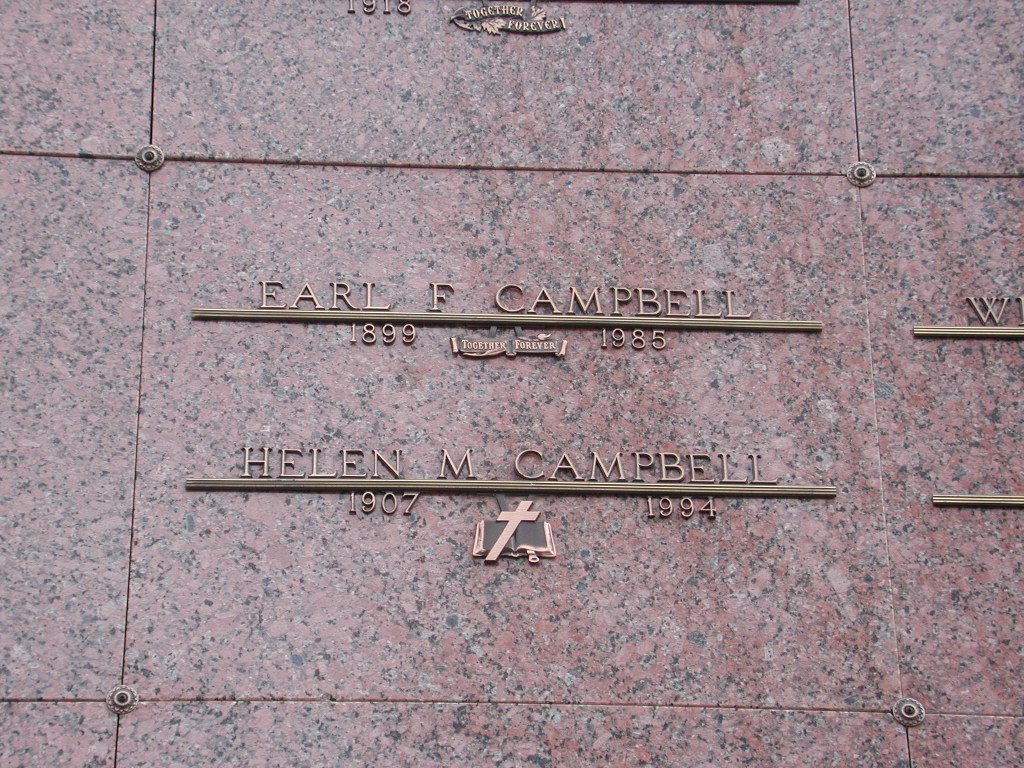 1918
TOGETHER
FOREVER
EARL F CAMPBELL
1899 1985
TOGETHER FOREVER
HELEN M CAMPBELL
1907 1994